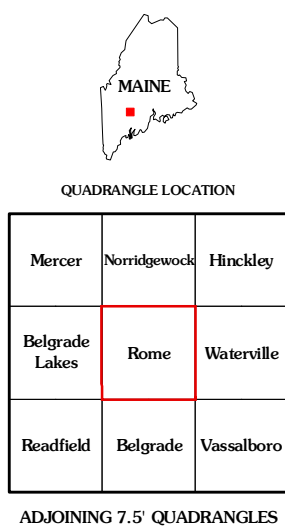 MAINE
QUADRANGLE LOCATION
Mercer Norridgewock Hinckley
Belgrade
Lakes
Rome Waterville
Readfield Belgrade Vassalboro
ADJOINING 7.5' QUADRANGLES